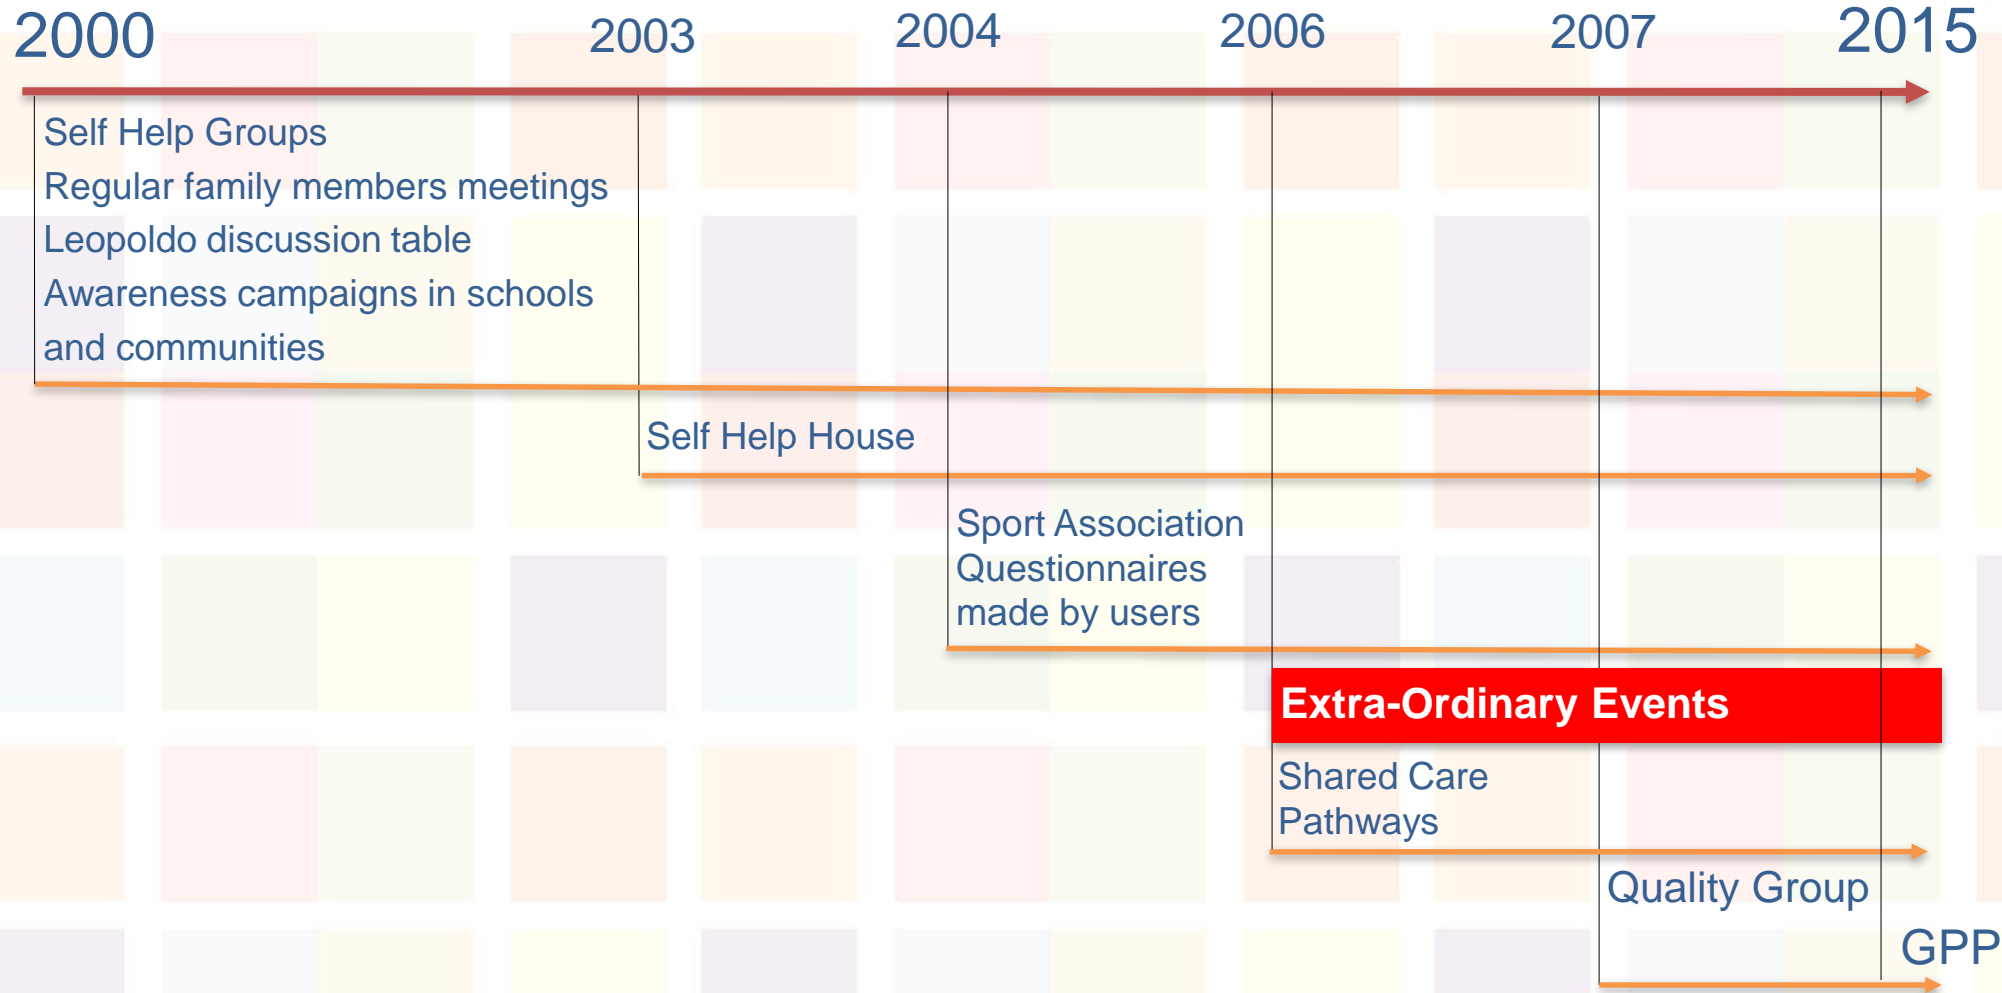 2000
2003
2004
2006
2007
2015
Self Help Groups
Regular family members meetings
Leopoldo discussion table
Awareness campaigns in schools
and communities
Self Help House
Sport Association
Questionnaires
made by users
Extra-Ordinary Events
Shared Care
Pathways
Quality Group
GPP